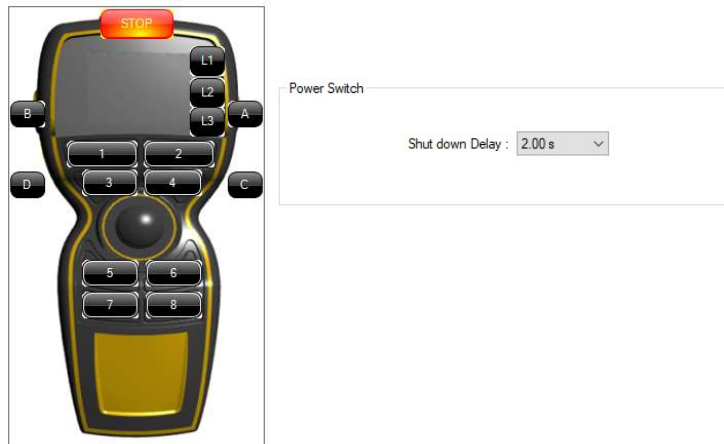 STOP
L1
L2
L3
B
A
1
2
D
3
4
C
5
6
7
8
Power Switch
Shut down Delay : 2.00 s